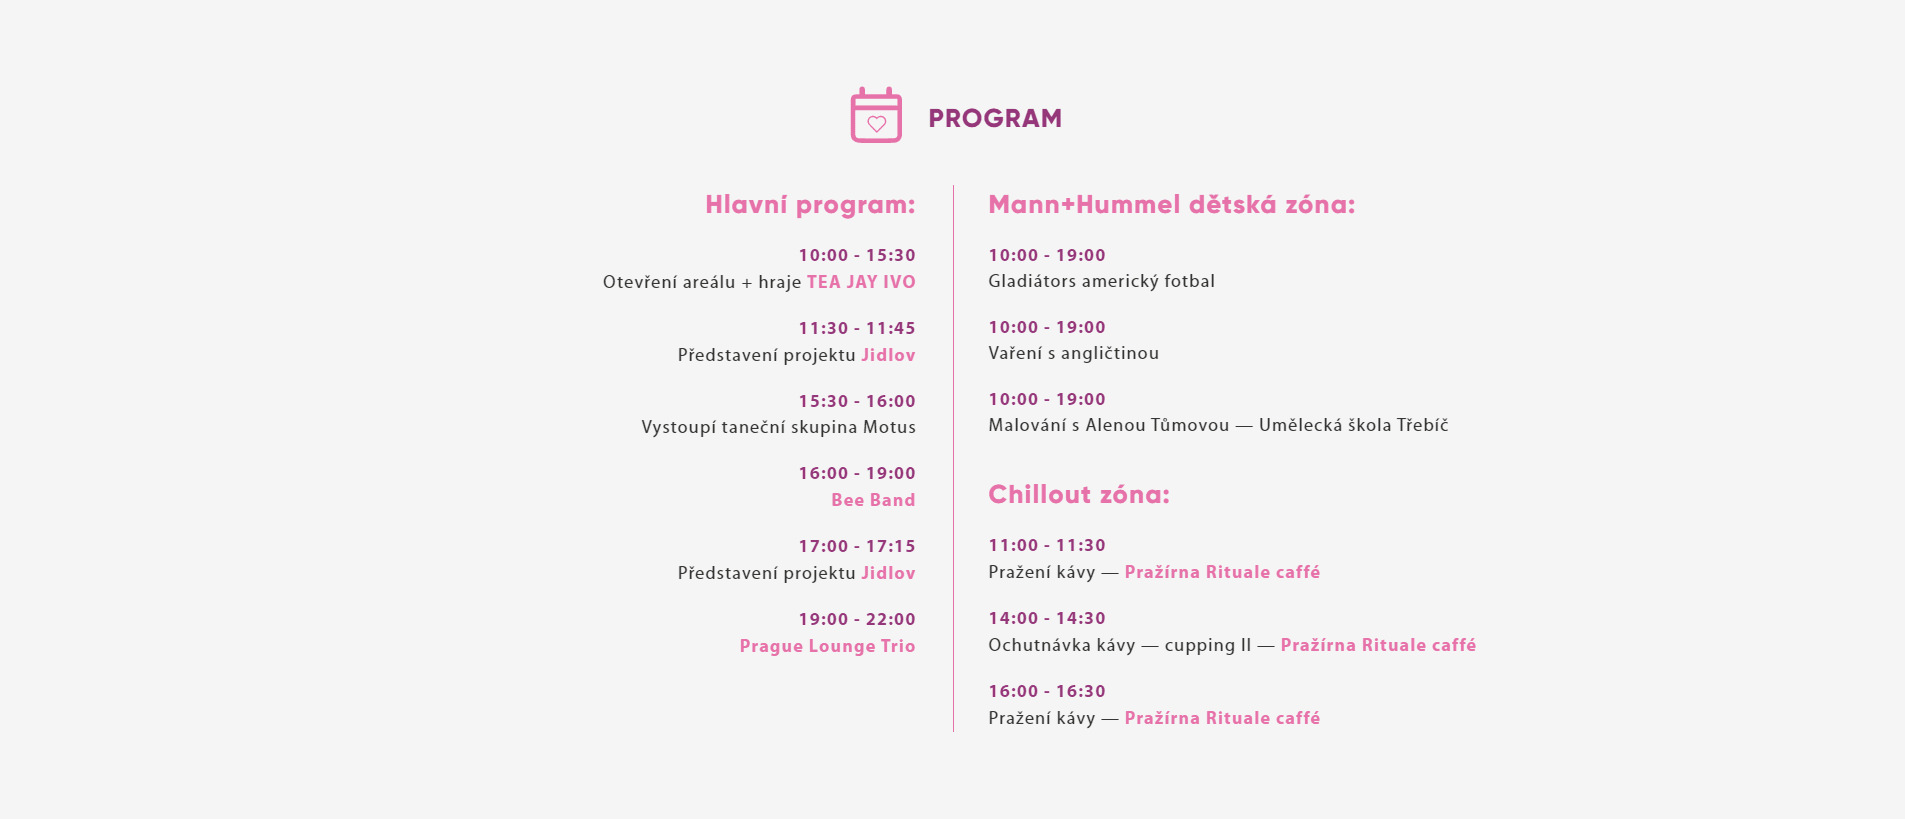 PROGRAM
Hlavní program:
10:00 - 15:30
Otevření areálu + hraje TEA JAY IVO
11:30 - 11:45
Představení projektu Jidlov
15:30 - 16:00
Vystoupí taneční skupina Motus
16:00 - 19:00
Bee Band
17:00 - 17:15
Představení projektu Jidlov
19:00 - 22:00
Prague Lounge Trio
Mann+Hummel dětská zóna:
10:00 - 19:00
Gladiátors americký fotbal
10:00 - 19:00
Vaření s angličtinou
10:00 - 19:00
Malování s Alenou Tůmovou — Umělecká škola Třebíč
Chillout zóna:
11:00 - 11:30
Pražení kávy — Pražírna Rituale caffé
14:00 - 14:30
Ochutnávka kávy — cupping II — Pražírna Rituale caffé
16:00 - 16:30
Pražení kávy — Pražírna Rituale caffé